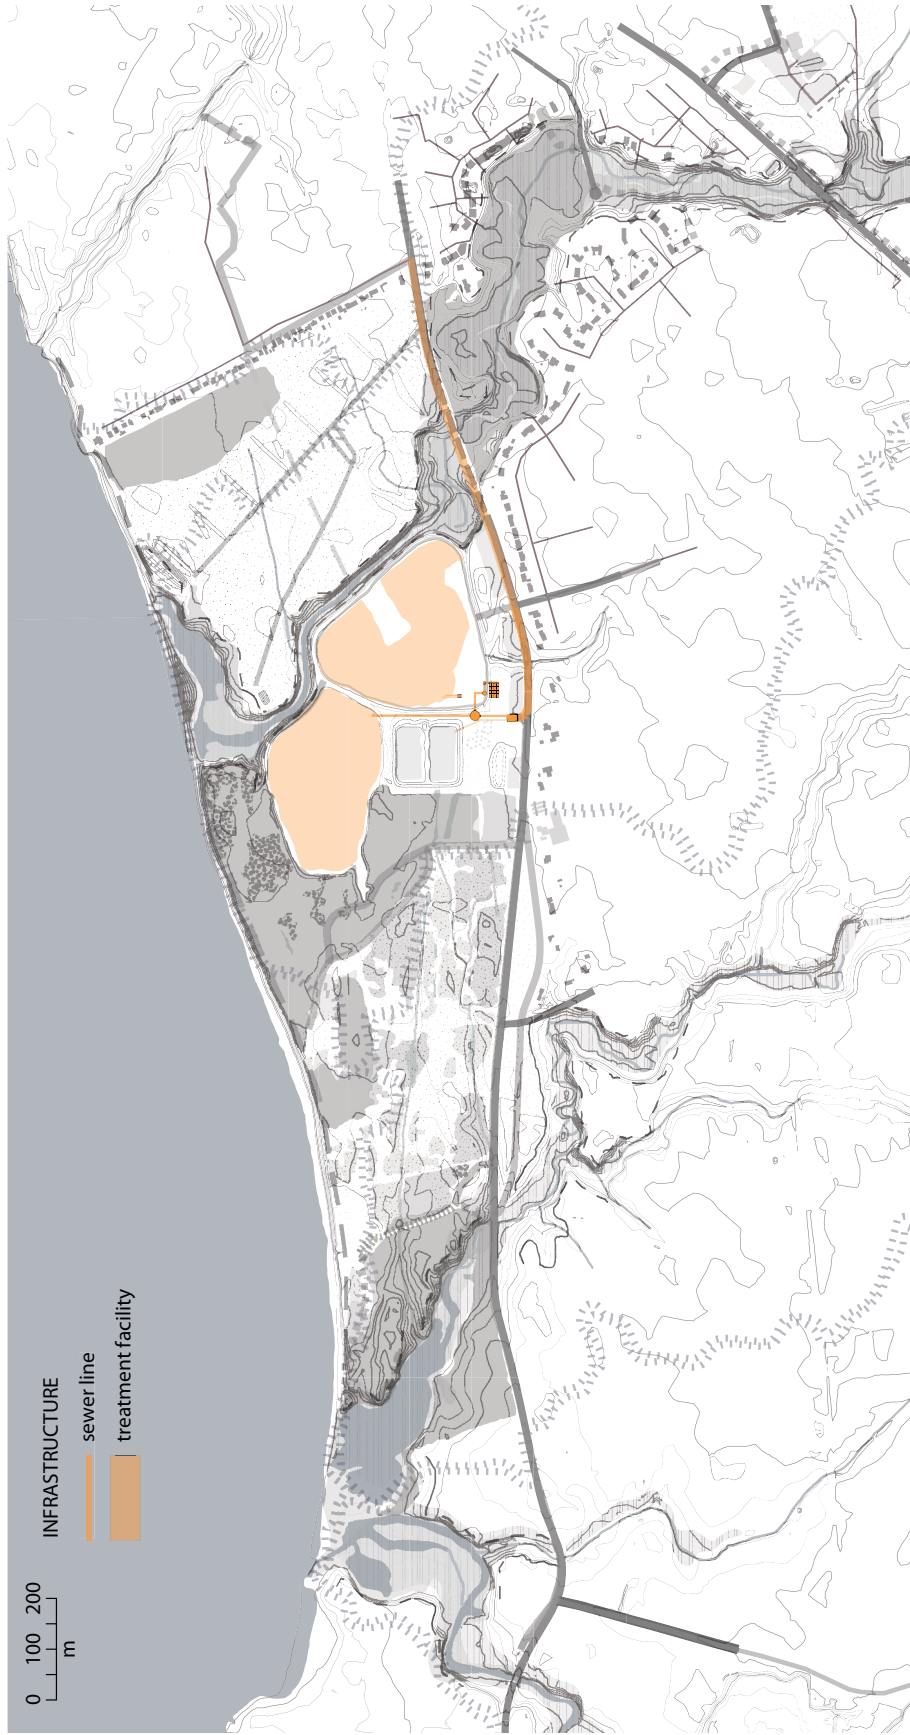 INFRASTRUCTURE
sewer line
treatment facility
0 100 200
m